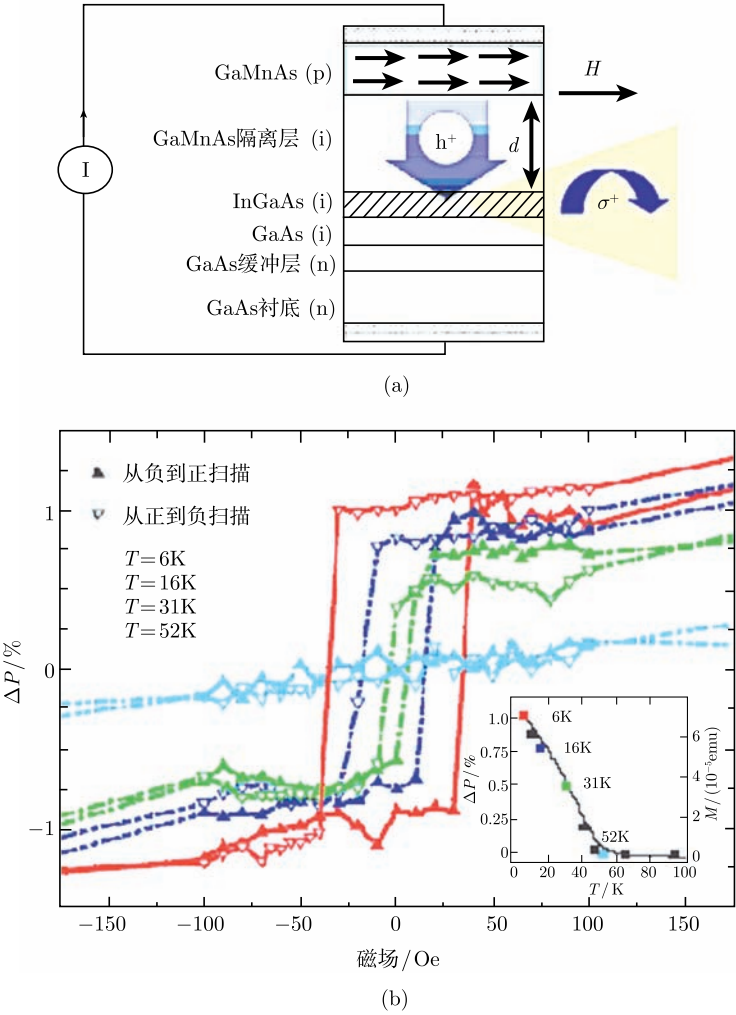 I
GaMnAs (p)
GaMnAs隔离层 (i)
InGaAs (i)
GaAs (i)
GaAs缓冲层 (n)
GaAs衬底 (n)
h⁺
d
H
σ⁺
(a)
从负到正扫描
从正到负扫描
T=6K
T=16K
T=31K
T=52K
ΔP/%
1
0
−1
−150
−100
−50
0
50
100
150
磁场/Oe
ΔP/%
1.0
0.75
0.5
0.25
0
6K
16K
31K
52K
6
4
2
0
M/(10⁻⁵emu)
0
20
40
60
80
100
T/K
(b)